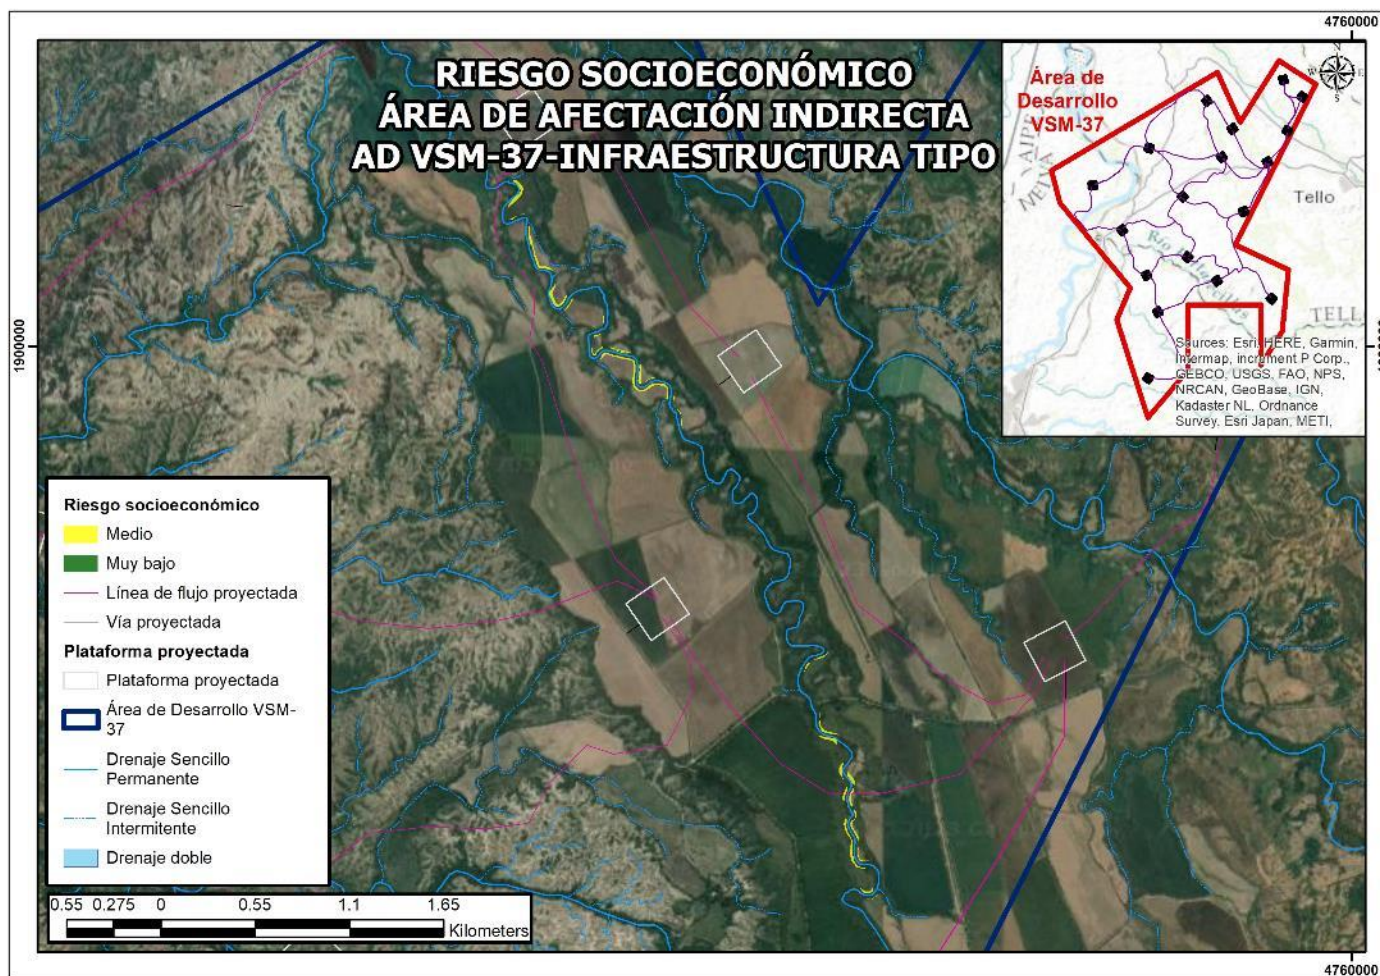 4760000
RIESGO SOCIOECONÓMICO
ÁREA DE AFECTACIÓN INDIRECTA
AD VSM-37-INFRAESTRUCTURA TIPO
Área de
Desarrollo
VSM-37
N
W
E
S
AIPE
NEIVA
Tello
TELL
Sources: Esri, HERE, Garmin,
Intermap, increment P Corp.,
GEBCO, USGS, FAO, NPS,
NRCAN, GeoBase, IGN,
Kadaster NL, Ordnance
Survey, Esri Japan, METI,
1900000
Riesgo socioeconómico
Medio
Muy bajo
Línea de flujo proyectada
Vía proyectada
Plataforma proyectada
Plataforma proyectada
Área de Desarrollo VSM-
37
Drenaje Sencillo
Permanente
Drenaje Sencillo
Intermitente
Drenaje doble
0.55 0.275 0 0.55 1.1 1.65
Kilometers
4760000